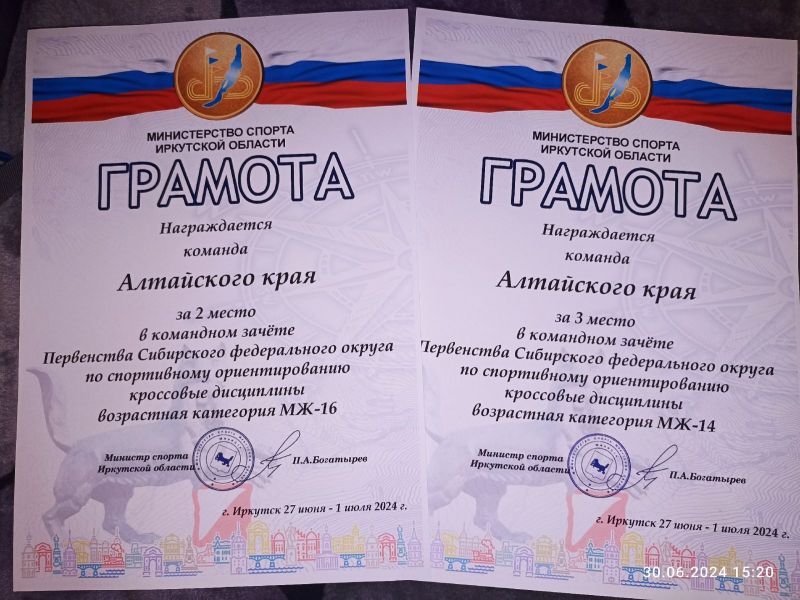 МИНИСТЕРСТВО СПОРТА
ИРКУТСКОЙ ОБЛАСТИ
ГРАМОТА
Награждается
команда
Алтайского края
за 2 место
в командном зачёте
Первенства Сибирского федерального округа
по спортивному ориентированию
кроссовые дисциплины
возрастная категория МЖ-16
Министр спорта
Иркутской области
П.А.Богатырев
г. Иркутск 27 июня - 1 июля 2024 г.
МИНИСТЕРСТВО СПОРТА
ИРКУТСКОЙ ОБЛАСТИ
ГРАМОТА
Награждается
команда
Алтайского края
за 3 место
в командном зачёте
Первенства Сибирского федерального округа
по спортивному ориентированию
кроссовые дисциплины
возрастная категория МЖ-14
Министр спорта
Иркутской области
П.А.Богатырев
г. Иркутск 27 июня - 1 июля 2024 г.
30.06.2024 15:20